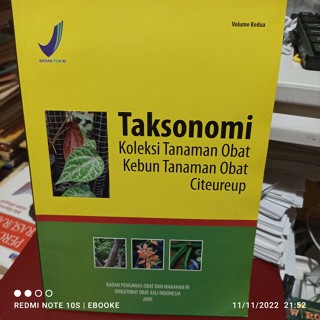 Volume Kedua
BADAN POM RI
Taksonomi
Koleksi Tanaman Obat
Kebun Tanaman Obat
Citeureup
BADAN PENGAWAS OBAT DAN MAKANAN RI
DIREKTORAT OBAT ASLI INDONESIA
2009
REDMI NOTE 10S | EBOOKE
11/11/2022 21:52